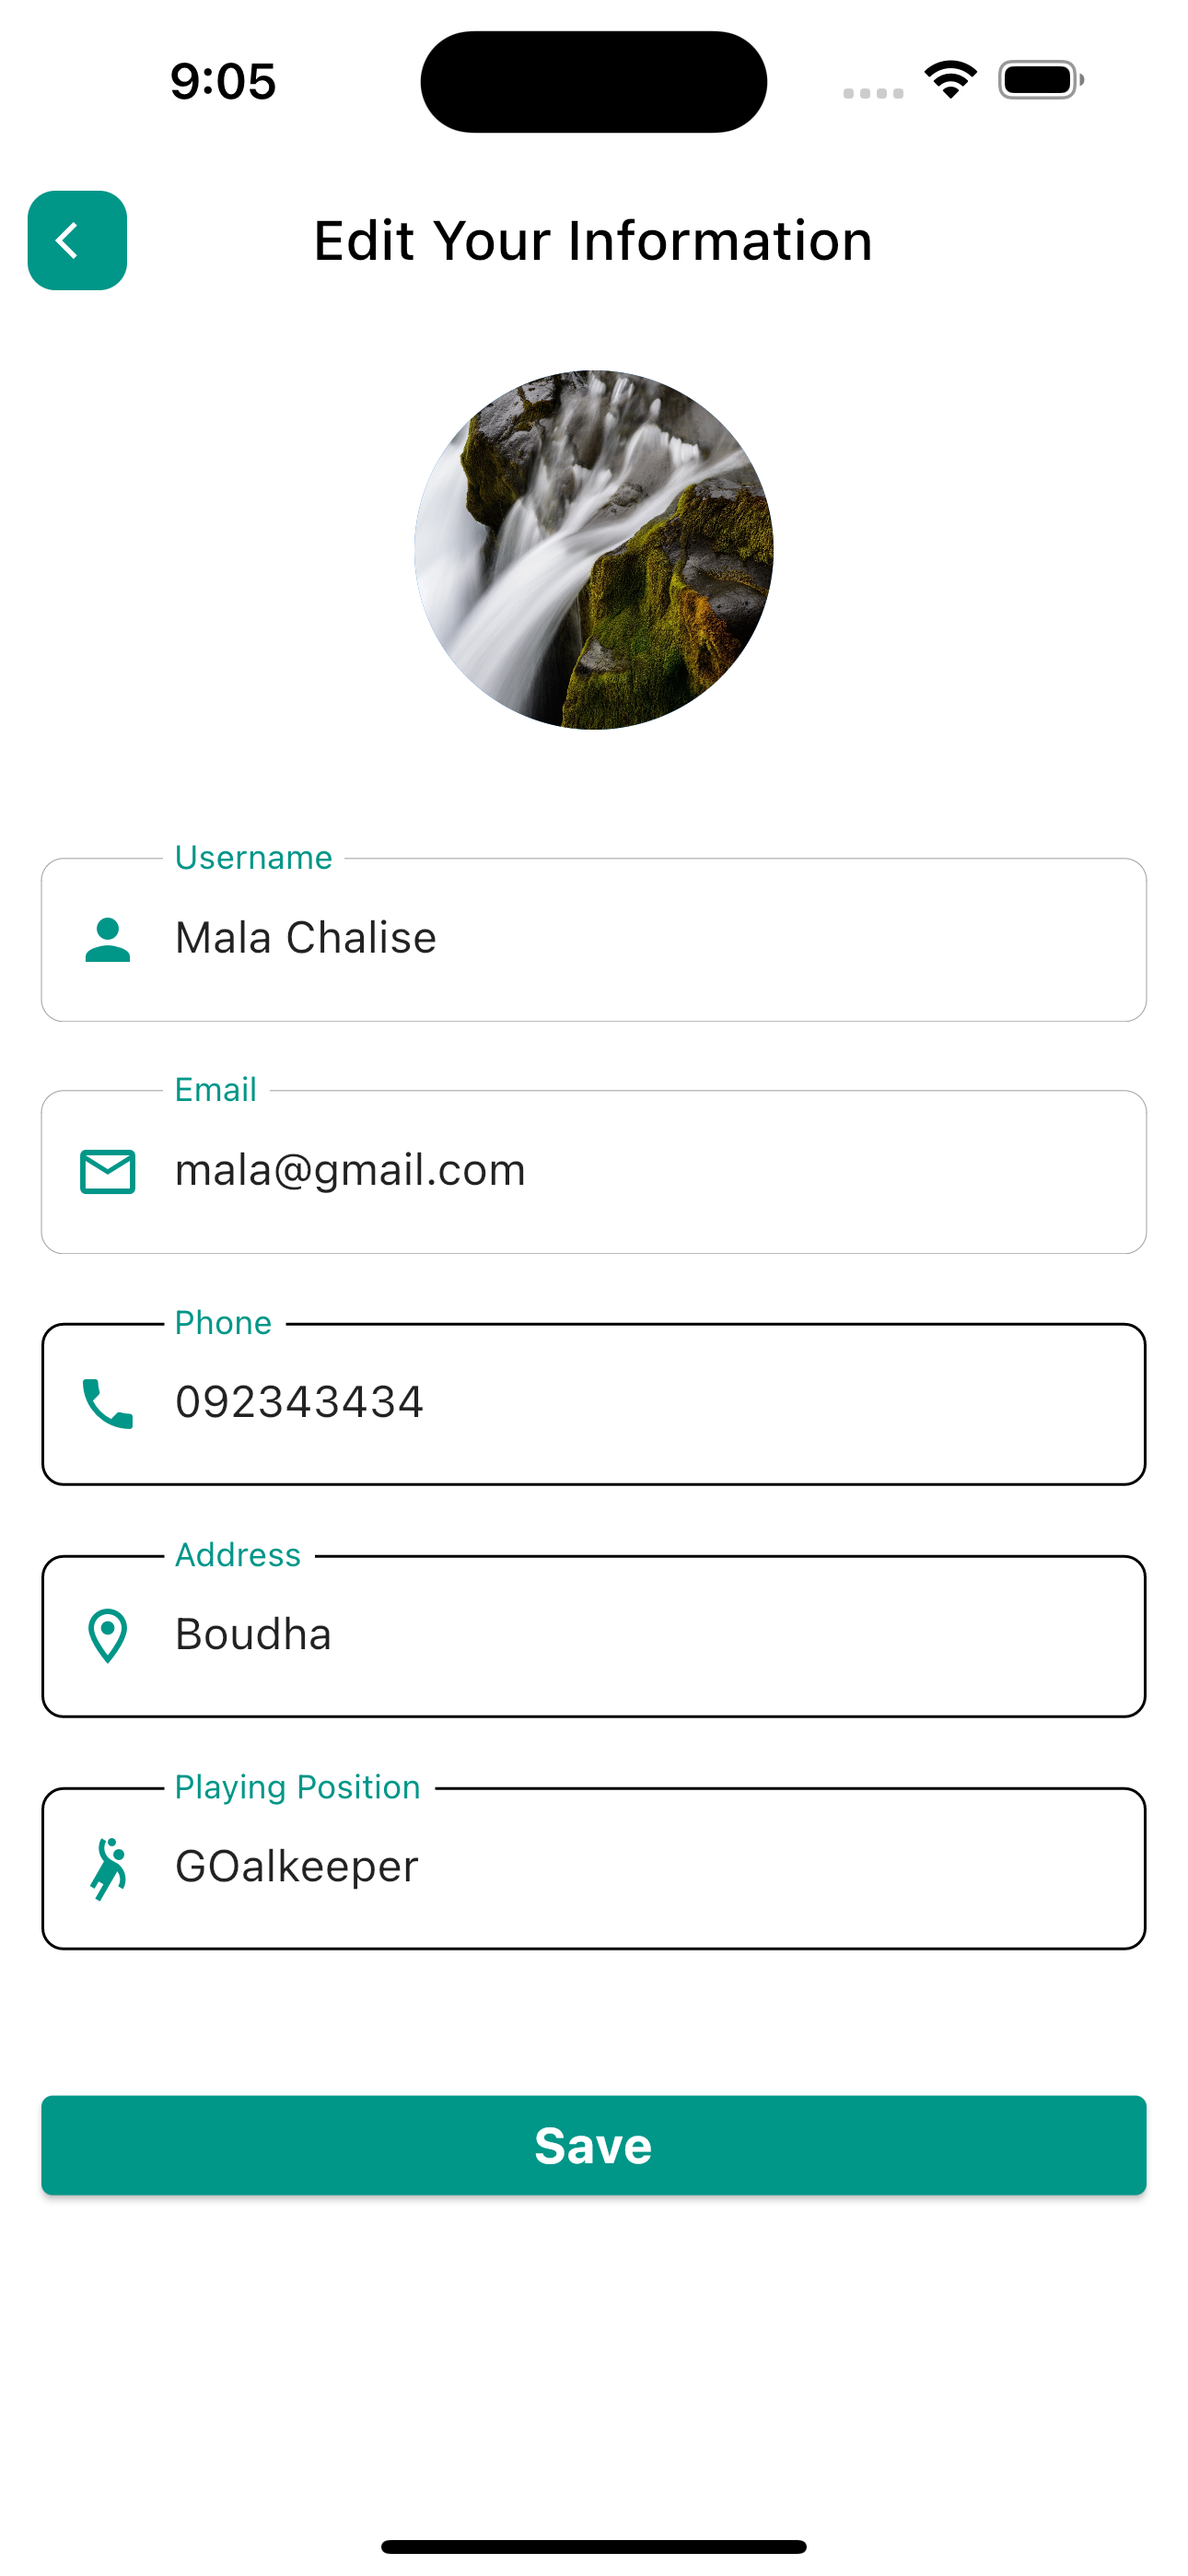 9:05
Edit Your Information
Username
Mala Chalise
Email
mala@gmail.com
Phone
092343434
Address
Boudha
Playing Position
GOalkeeper
Save